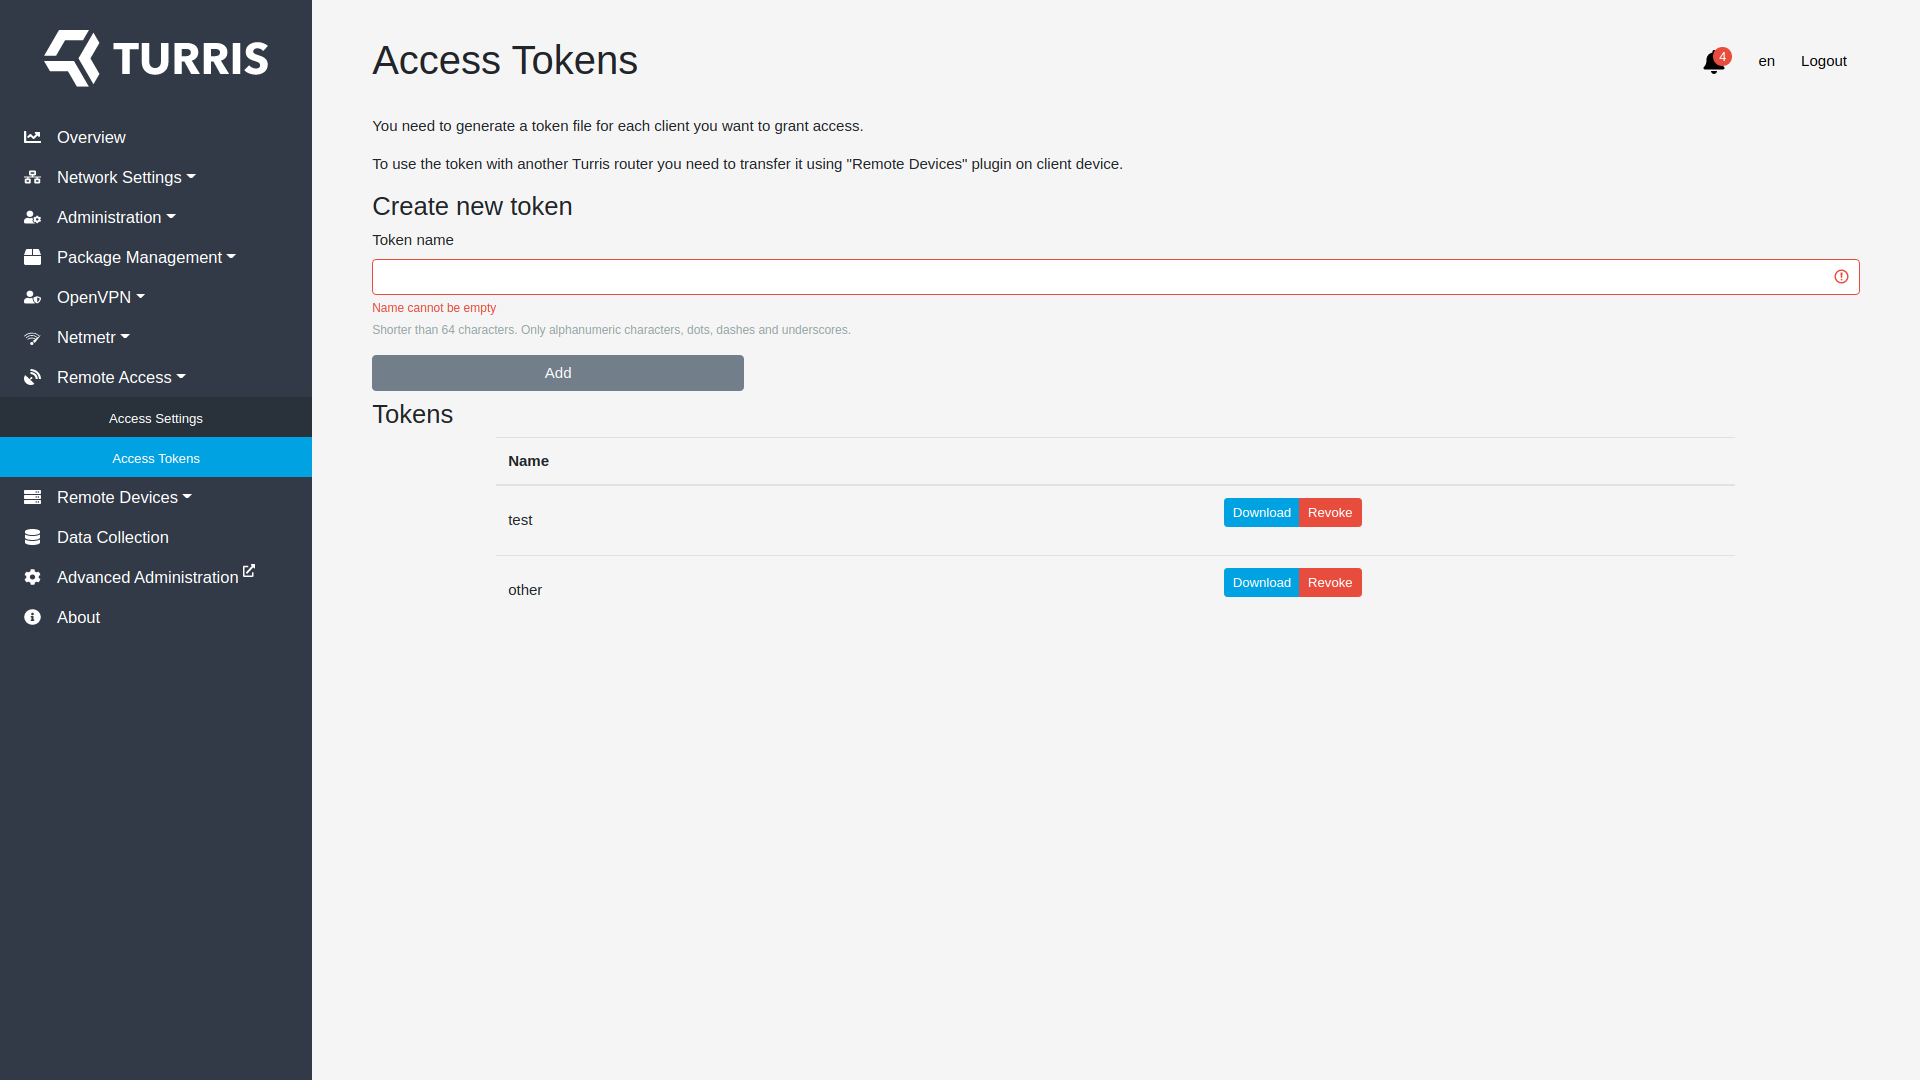 TURRIS
Overview
Network Settings
Administration
Package Management
OpenVPN
Netmetr
Remote Access
Access Settings
Access Tokens
Remote Devices
Data Collection
Advanced Administration
About
Access Tokens
4
en
Logout
You need to generate a token file for each client you want to grant access.
To use the token with another Turris router you need to transfer it using "Remote Devices" plugin on client device.
Create new token
Token name
Name cannot be empty
Shorter than 64 characters. Only alphanumeric characters, dots, dashes and underscores.
Add
Tokens
Name
test Download Revoke
other Download Revoke